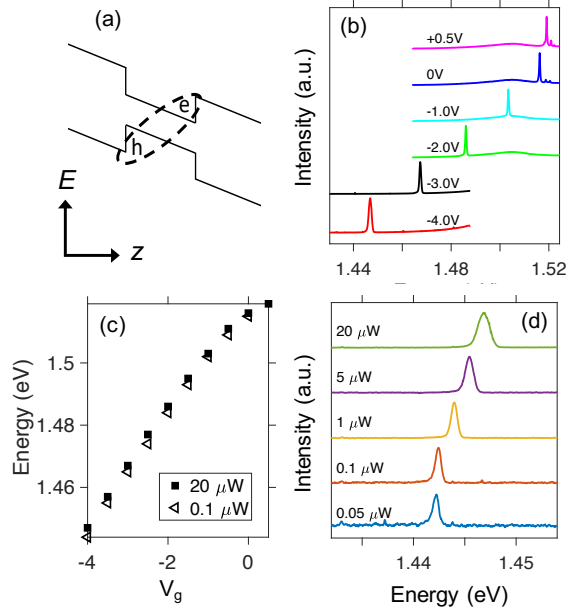 (a)
e
h
E
z
(b)
Intensity (a.u.)
+0.5V
0V
-1.0V
-2.0V
-3.0V
-4.0V
1.44
1.48
1.52
(c)
Energy (eV)
1.5
1.48
1.46
20 μW
0.1 μW
-4
-2
0
Vg
(d)
Intensity (a.u.)
20 μW
5 μW
1 μW
0.1 μW
0.05 μW
1.44
1.45
Energy (eV)